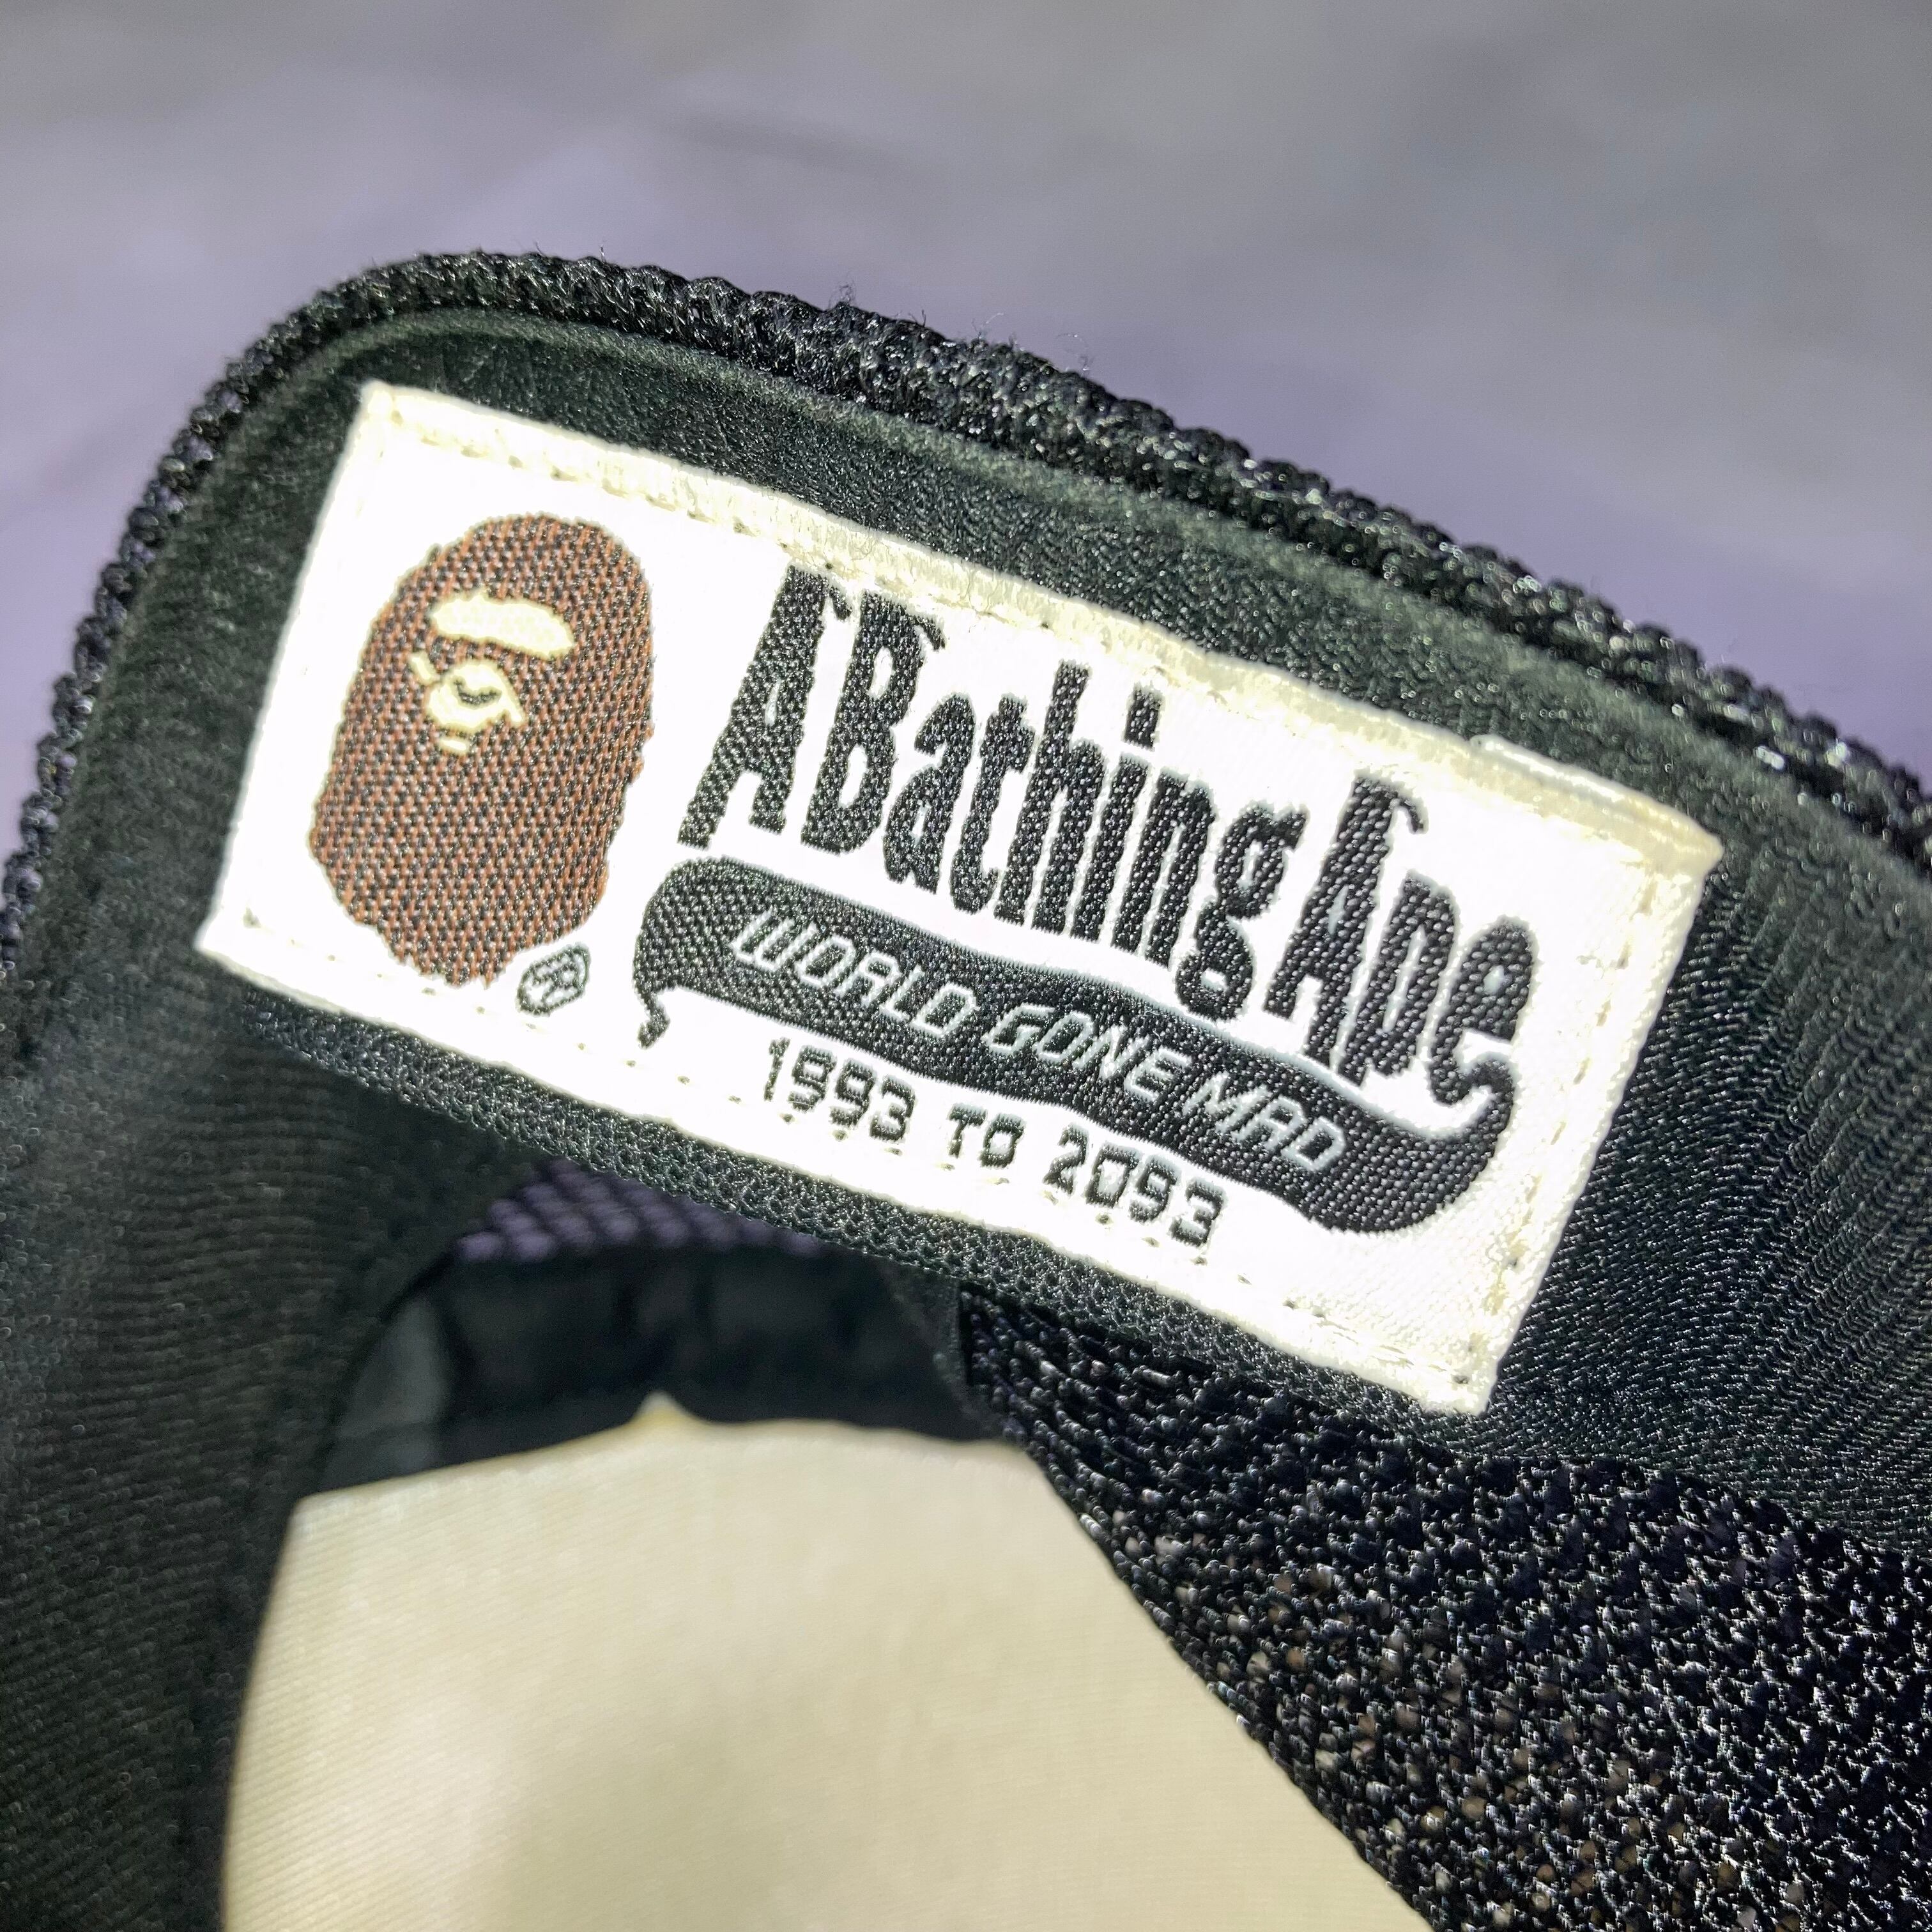 A Bathing Ape
WORLD GONE MAD
1993 TO 2093